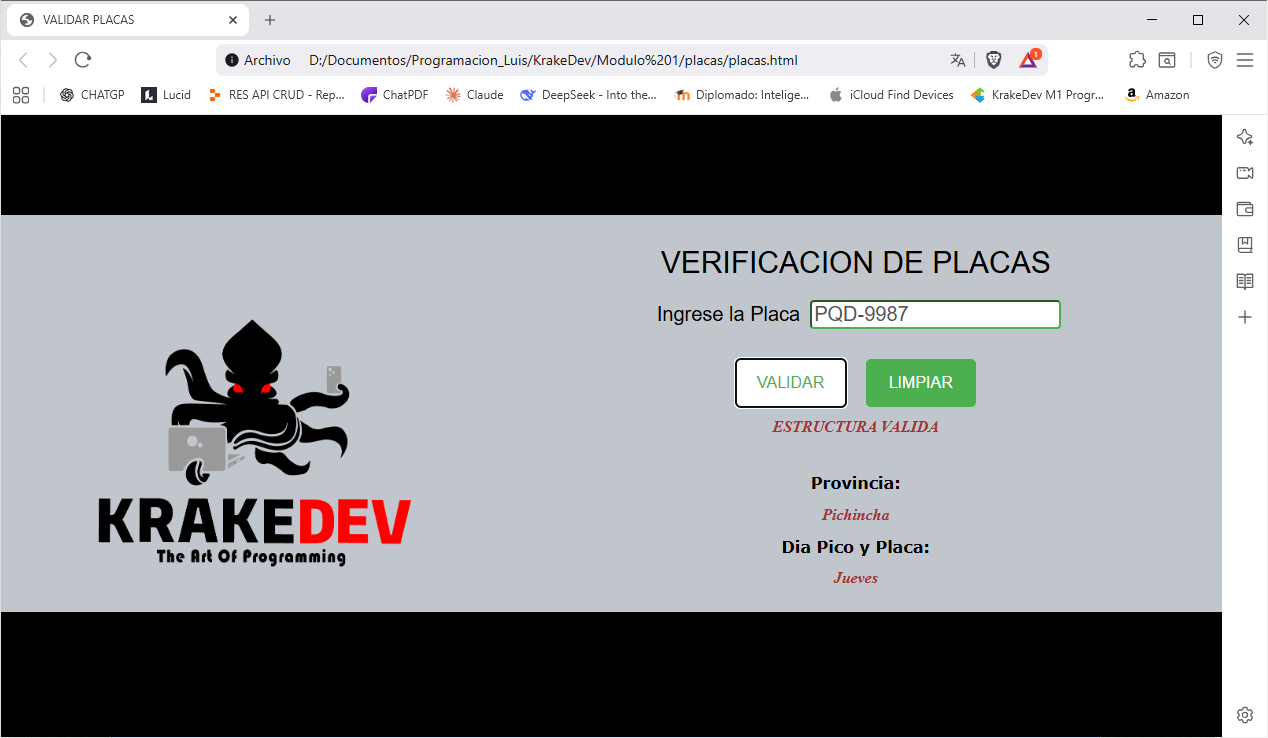 VALIDAR PLACAS
Archivo D:/Documentos/Programacion_Luis/KrakeDev/Modulo%201/placas/placas.html
1
CHATGP Lucid RES API CRUD - Rep... ChatPDF Claude DeepSeek - Into the... Diplomado: Intelige... iCloud Find Devices KrakeDev M1 Progr... Amazon
VERIFICACION DE PLACAS
Ingrese la Placa PQD-9987
VALIDAR LIMPIAR
ESTRUCTURA VALIDA
Provincia:
Pichincha
Dia Pico y Placa:
Jueves
KRAKEDEV
The Art Of Programming